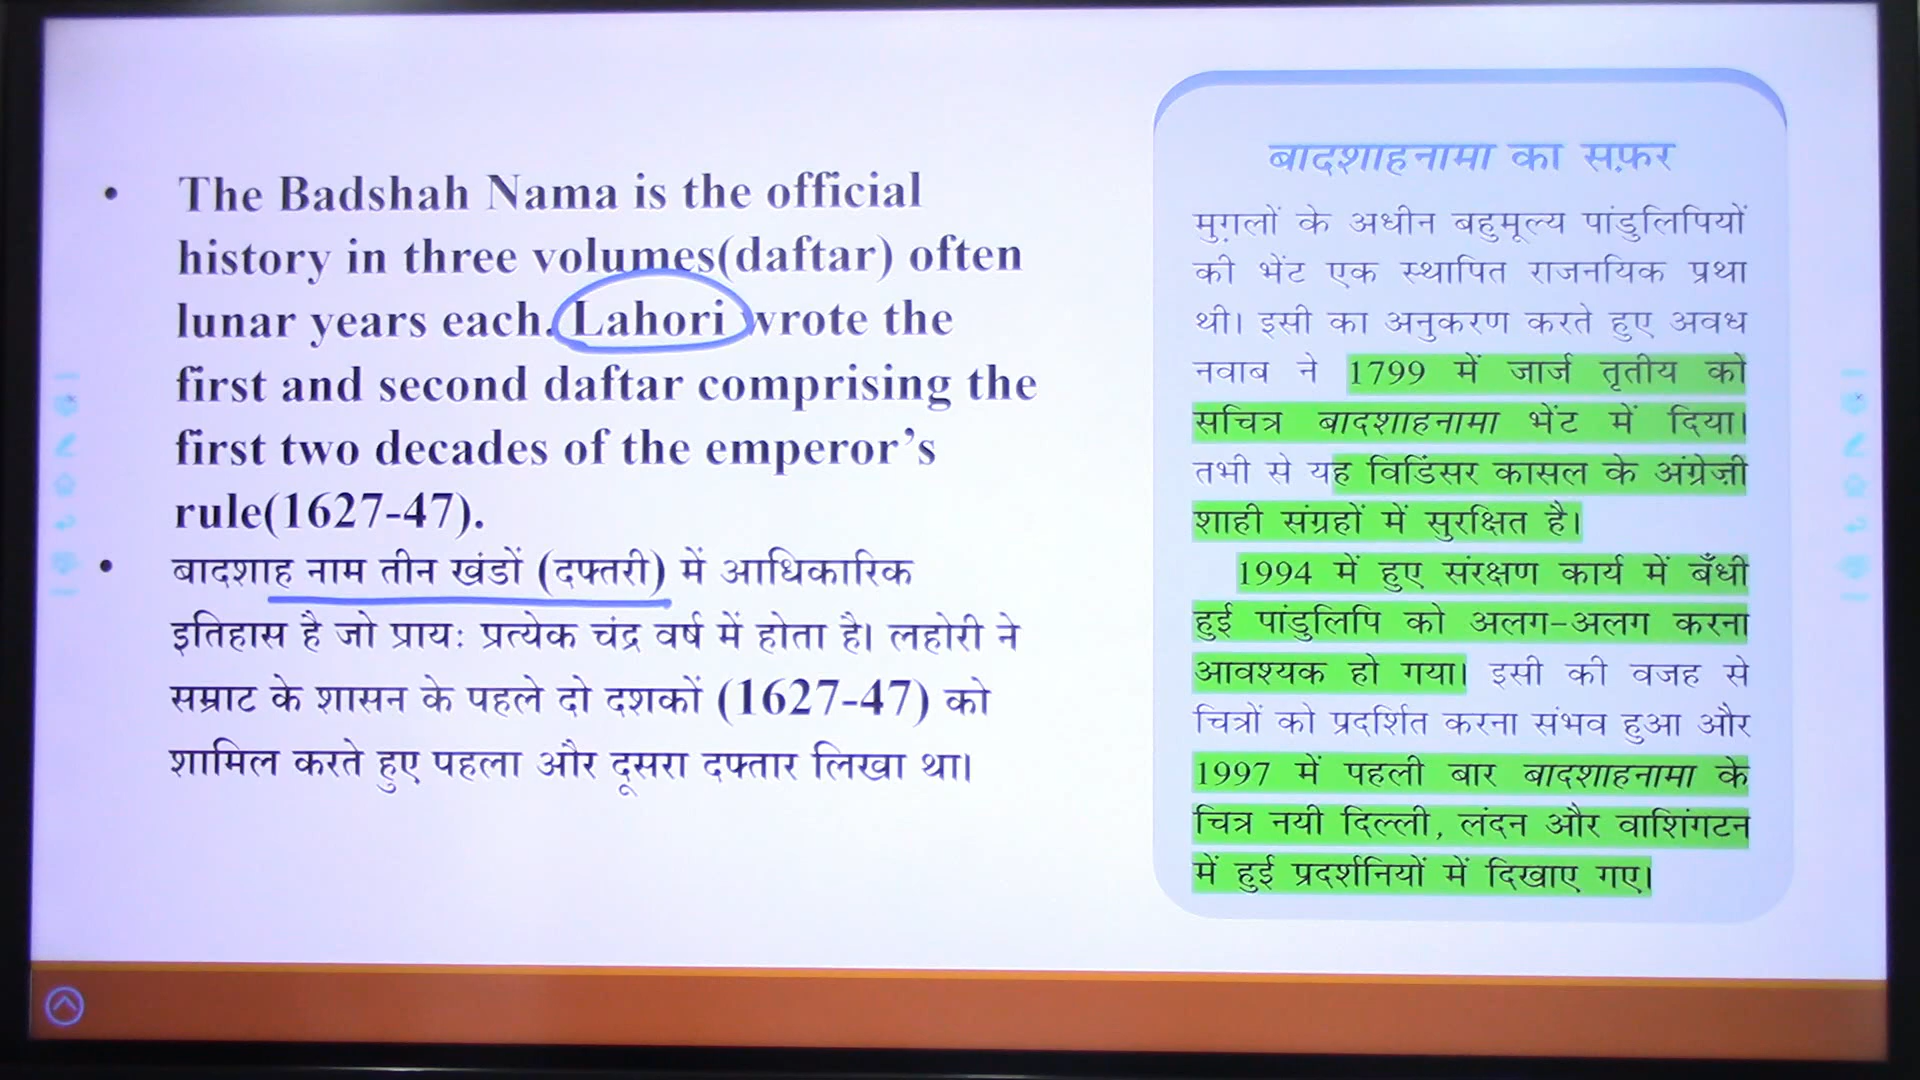 The Badshah Nama is the official
history in three volumes(daftar) often
lunar years each. Lahori wrote the
first and second daftar comprising the
first two decades of the emperor’s
rule(1627-47).
बादशाह नाम तीन खंडों (दफ्तरी) में आधिकारिक
इतिहास है जो प्रायः प्रत्येक चंद्र वर्ष में होता है। लहोरी ने
सम्राट के शासन के पहले दो दशकों (1627-47) को
शामिल करते हुए पहला और दूसरा दफ्तार लिखा था।
बादशाहनामा का सफ़र
मुग़लों के अधीन बहुमूल्य पांडुलिपियों
की भेंट एक स्थापित राजनयिक प्रथा
थी। इसी का अनुकरण करते हुए अवध
नवाब ने 1799 में जार्ज तृतीय को
सचित्र बादशाहनामा भेंट में दिया।
तभी से यह विडिंसर कासल के अंग्रेज़ी
शाही संग्रहों में सुरक्षित है।
1994 में हुए संरक्षण कार्य में बँधी
हुई पांडुलिपि को अलग-अलग करना
आवश्यक हो गया। इसी की वजह से
चित्रों को प्रदर्शित करना संभव हुआ और
1997 में पहली बार बादशाहनामा के
चित्र नयी दिल्ली, लंदन और वाशिंगटन
में हुई प्रदर्शनियों में दिखाए गए।